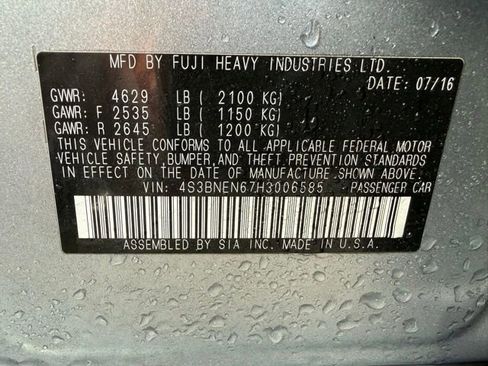 MFD BY FUJI HEAVY INDUSTRIES LTD.
DATE: 07/16
GVWR: 4629 LB ( 2100 KG)
GAWR: F 2535 LB ( 1150 KG)
GAWR: R 2645 LB ( 1200 KG)
THIS VEHICLE CONFORMS TO ALL APPLICABLE FEDERAL MOTOR
VEHICLE SAFETY, BUMPER, AND THEFT PREVENTION STANDARDS
IN EFFECT ON THE DATE OF MANUFACTURE SHOWN ABOVE.
VIN: 4S3BNEN67H3006585 PASSENGER CAR
ASSEMBLED BY SIA INC. MADE IN U.S.A.